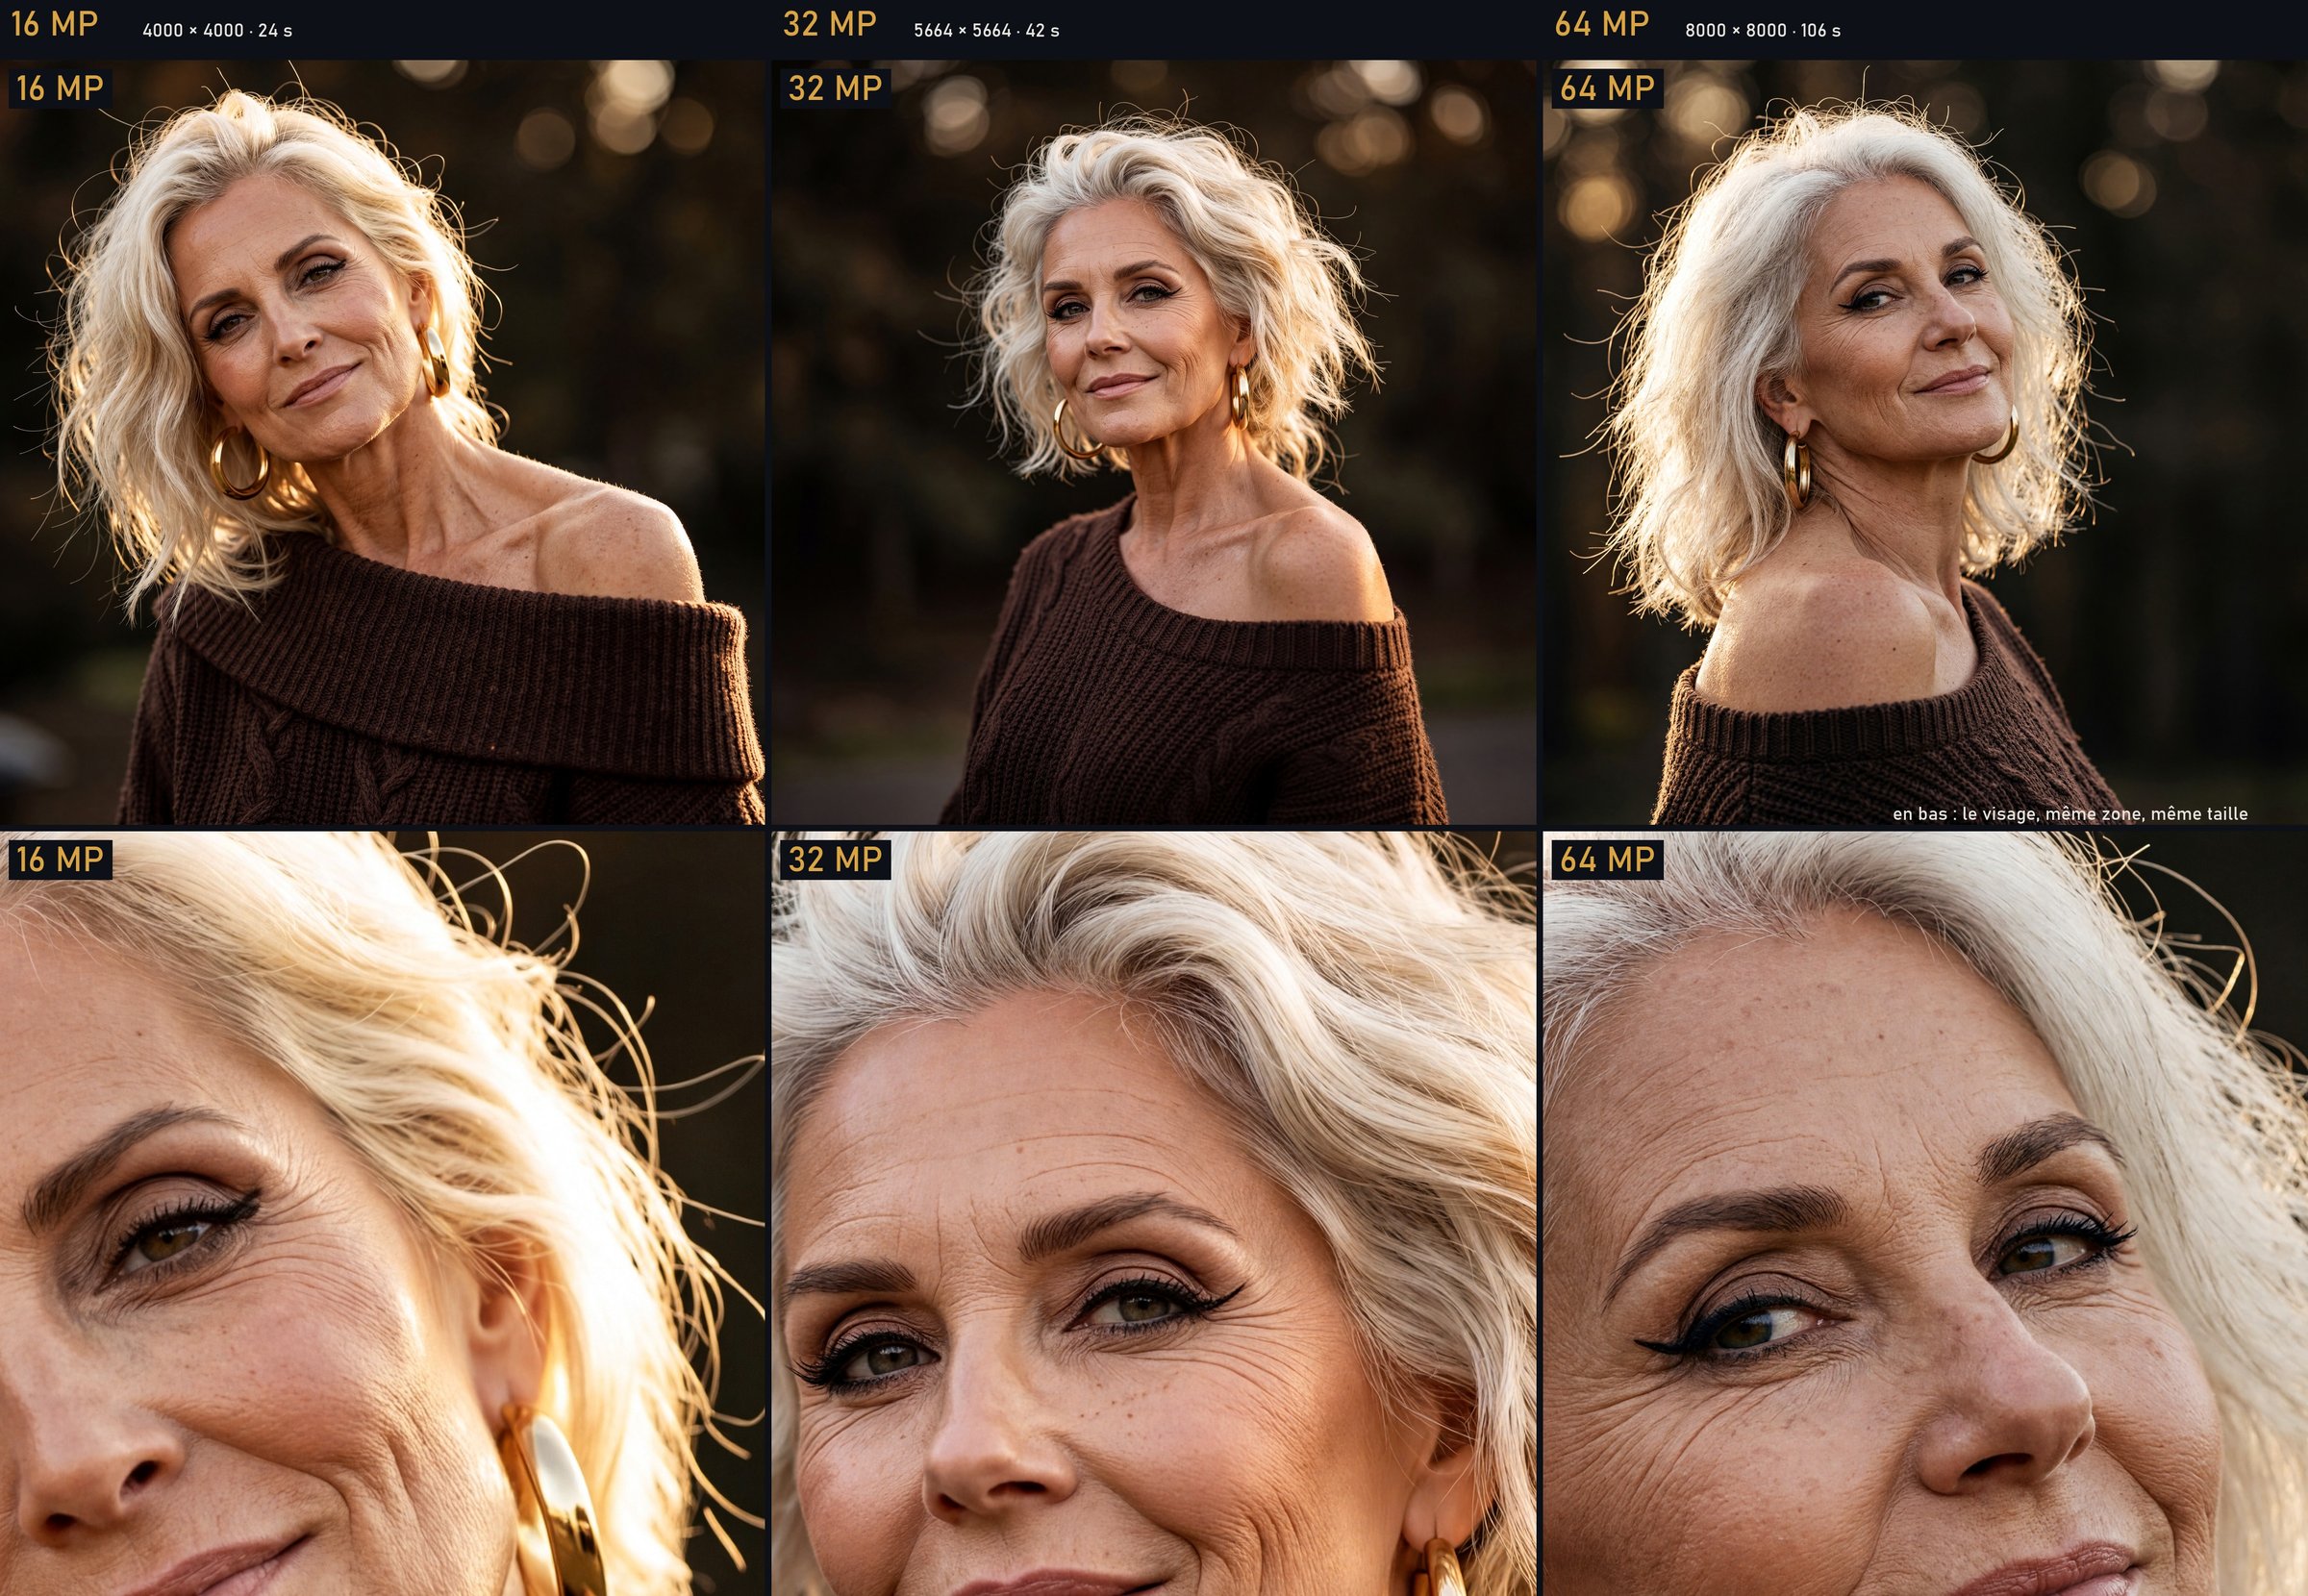 16 MP 4000 × 4000 · 24 s
32 MP 5664 × 5664 · 42 s
64 MP 8000 × 8000 · 106 s
16 MP
32 MP
64 MP
en bas : le visage, même zone, même taille
16 MP
32 MP
64 MP